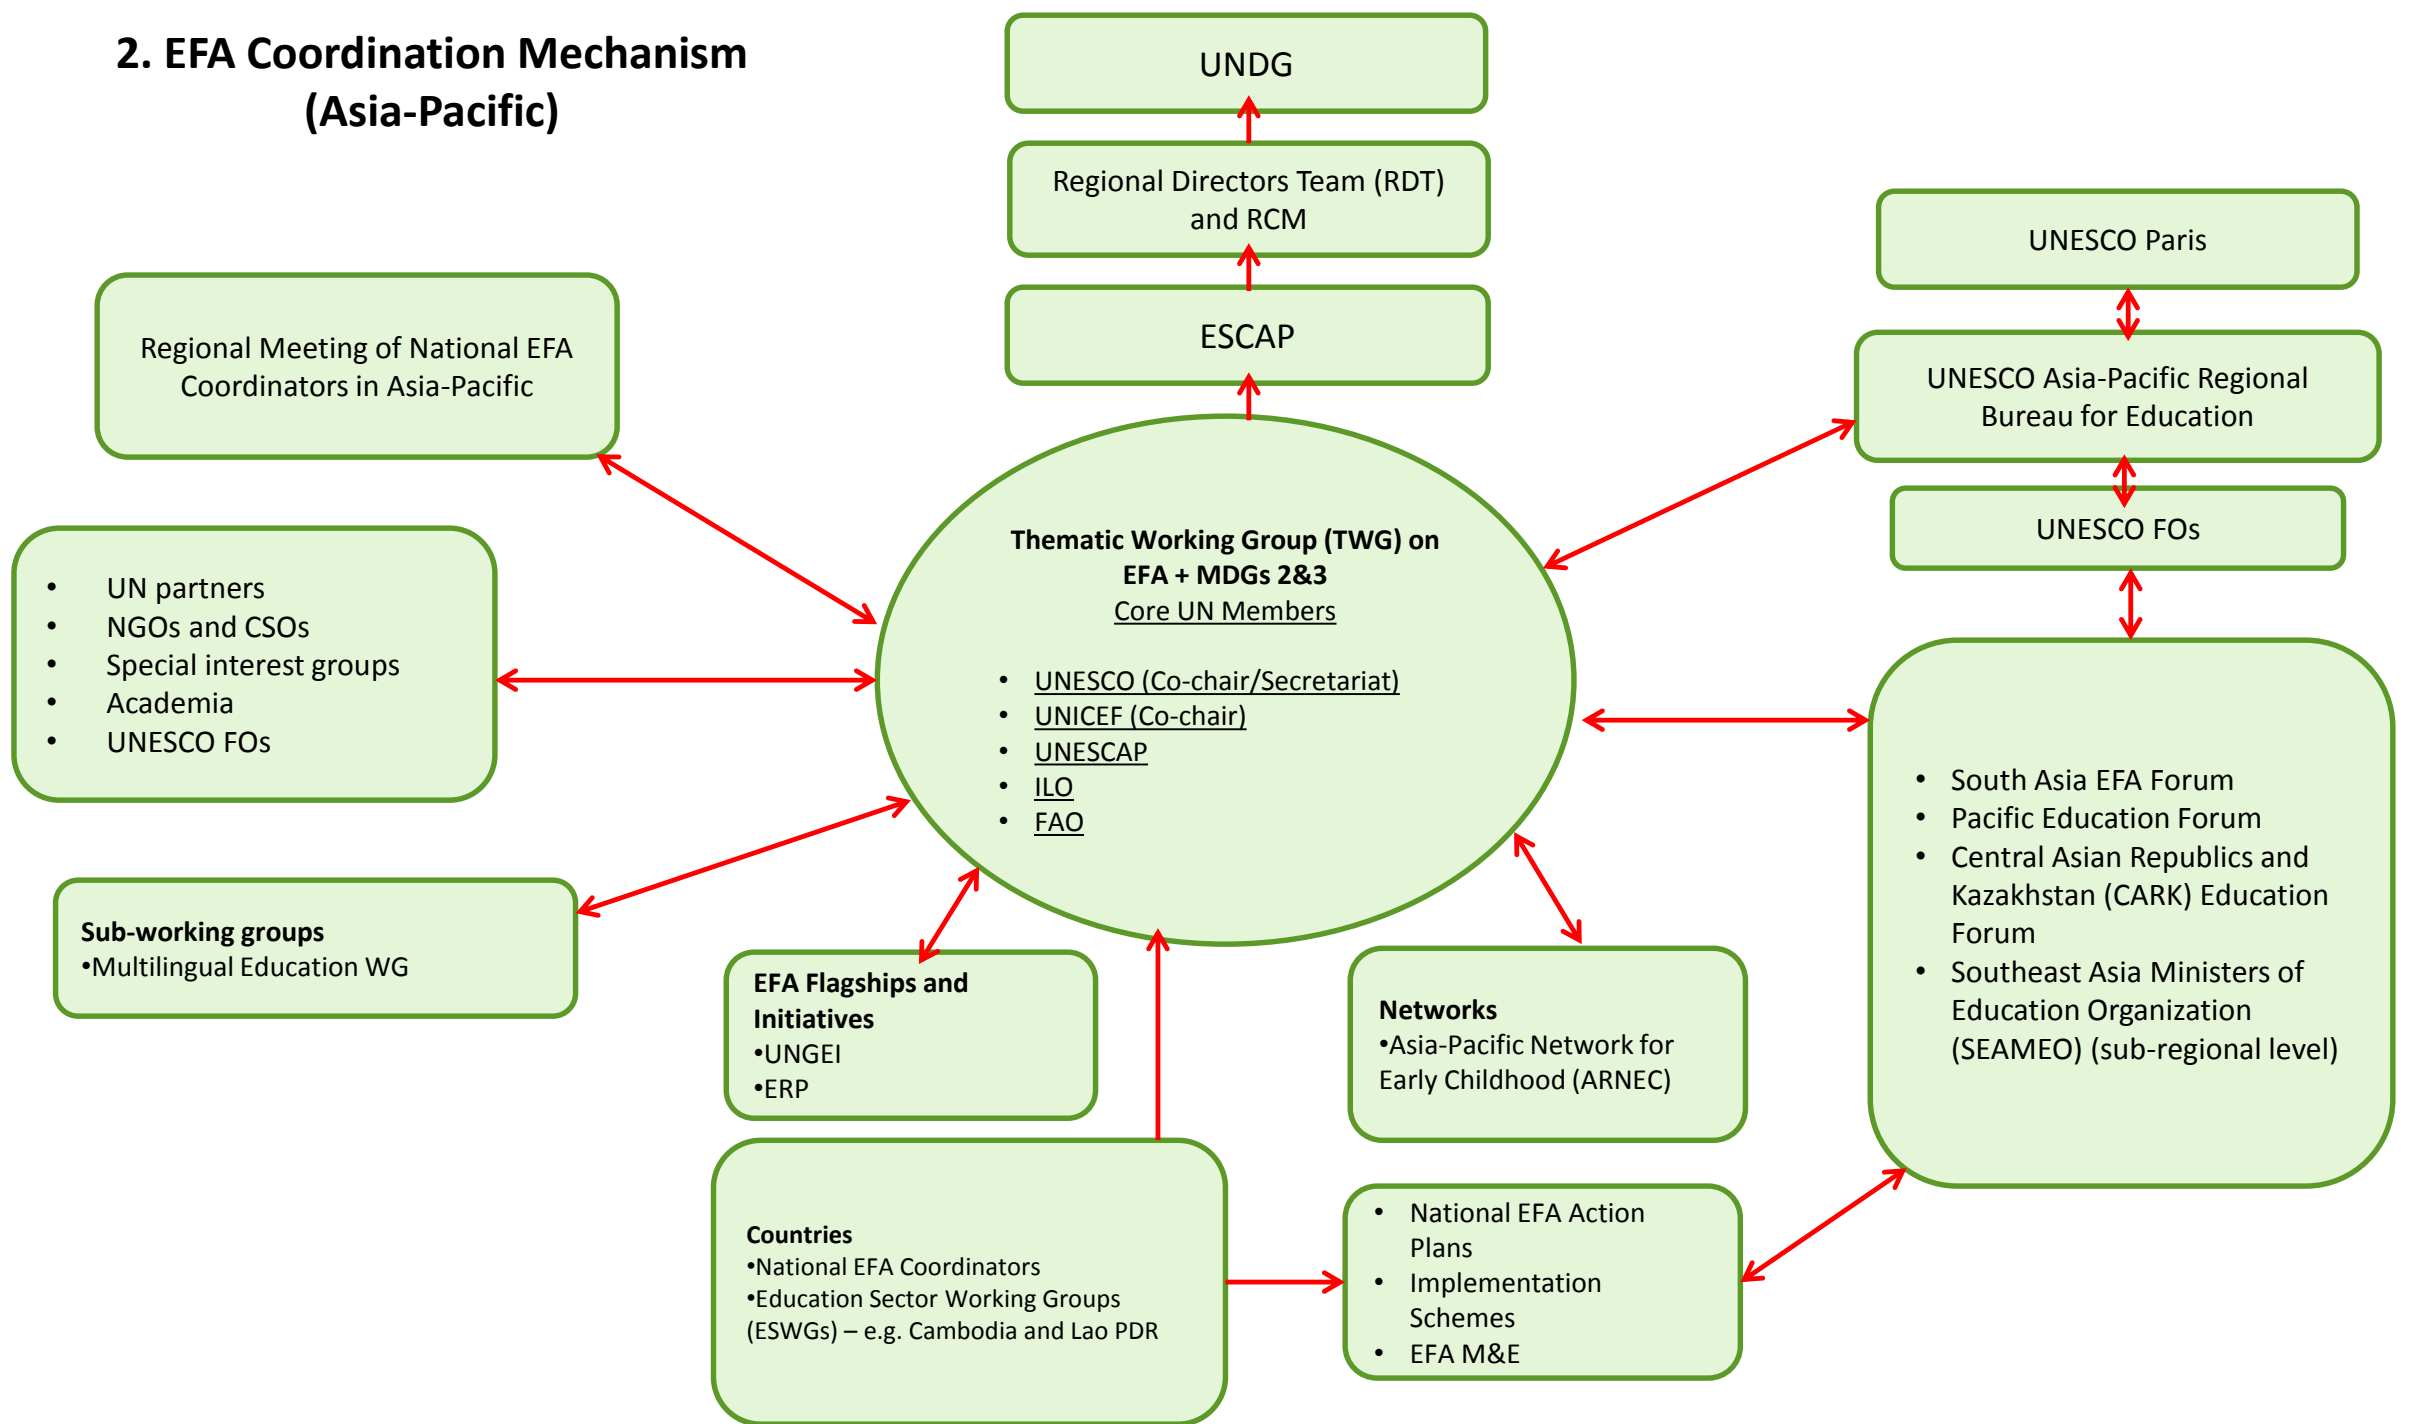 2. EFA Coordination Mechanism
(Asia-Pacific)
UNDG
Regional Directors Team (RDT)
and RCM
ESCAP
UNESCO Paris
UNESCO Asia-Pacific Regional
Bureau for Education
UNESCO FOs
Regional Meeting of National EFA
Coordinators in Asia-Pacific
• UN partners
• NGOs and CSOs
• Special interest groups
• Academia
• UNESCO FOs
Thematic Working Group (TWG) on
EFA + MDGs 2&3
Core UN Members
• UNESCO (Co-chair/Secretariat)
• UNICEF (Co-chair)
• UNESCAP
• ILO
• FAO
• South Asia EFA Forum
• Pacific Education Forum
• Central Asian Republics and
Kazakhstan (CARK) Education
Forum
• Southeast Asia Ministers of
Education Organization
(SEAMEO) (sub-regional level)
Sub-working groups
•Multilingual Education WG
EFA Flagships and
Initiatives
•UNGEI
•ERP
Networks
•Asia-Pacific Network for
Early Childhood (ARNEC)
Countries
•National EFA Coordinators
•Education Sector Working Groups
(ESWGs) – e.g. Cambodia and Lao PDR
• National EFA Action
Plans
• Implementation
Schemes
• EFA M&E